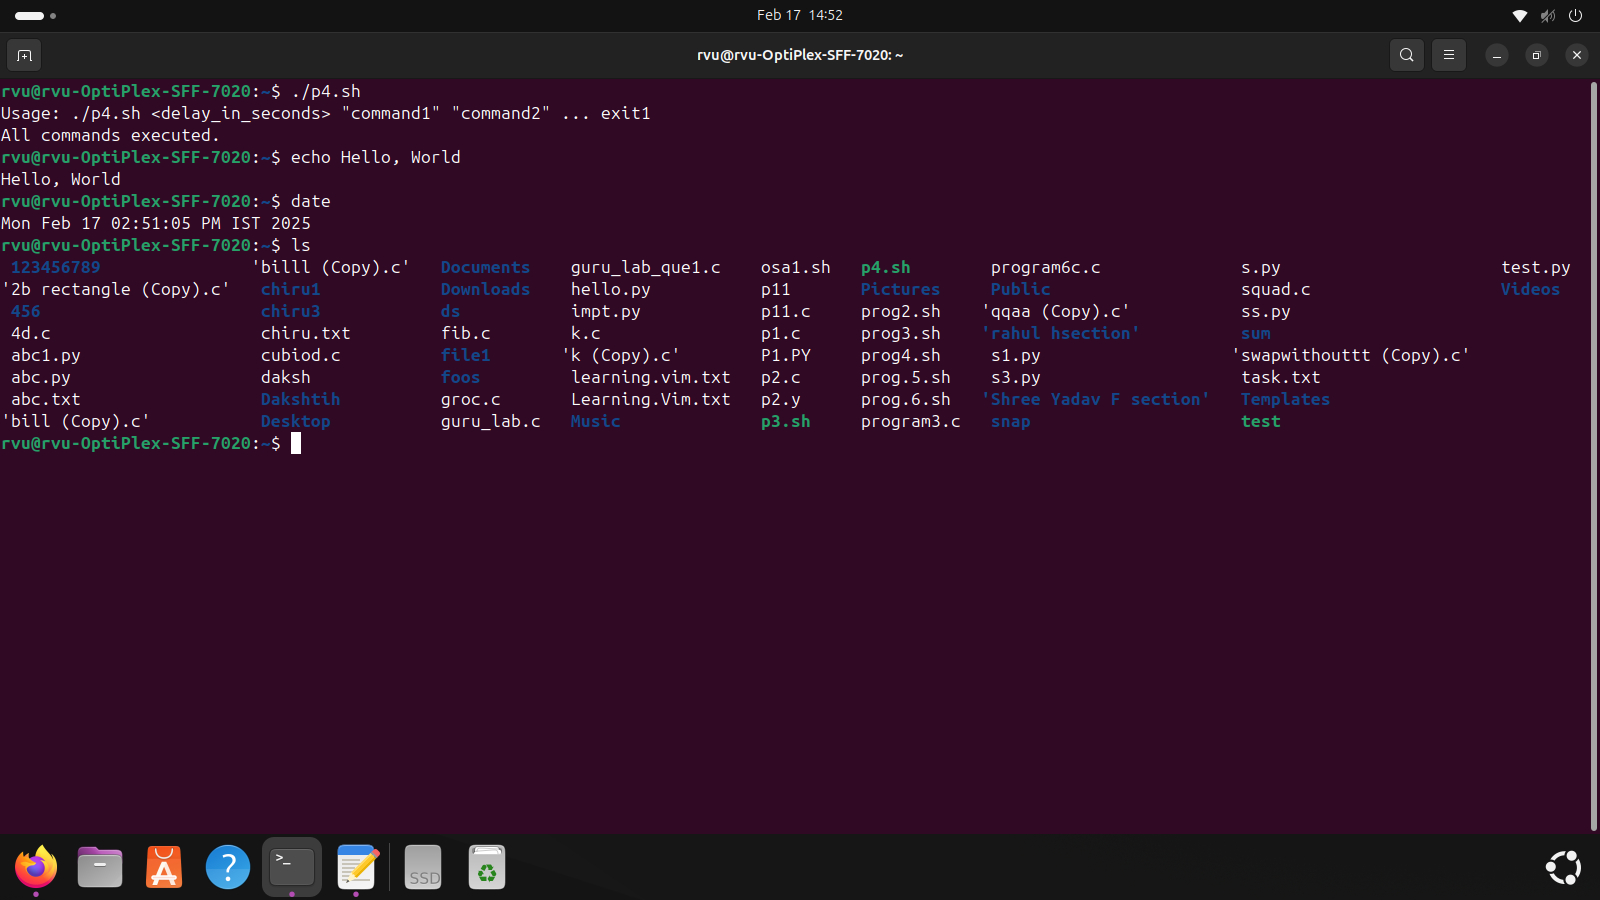 Feb 17 14:52
rvu@rvu-OptiPlex-SFF-7020: ~
rvu@rvu-OptiPlex-SFF-7020:~$ ./p4.sh
Usage: ./p4.sh <delay_in_seconds> "command1" "command2" ... exit1
All commands executed.
rvu@rvu-OptiPlex-SFF-7020:~$ echo Hello, World
Hello, World
rvu@rvu-OptiPlex-SFF-7020:~$ date
Mon Feb 17 02:51:05 PM IST 2025
rvu@rvu-OptiPlex-SFF-7020:~$ ls
123456789 'billl (Copy).c' Documents guru_lab_que1.c osa1.sh p4.sh program6c.c s.py test.py
'2b rectangle (Copy).c' chiru1 Downloads hello.py p11 Pictures Public squad.c Videos
456 chiru3 ds impt.py p11.c prog2.sh 'qqaa (Copy).c' ss.py
4d.c chiru.txt fib.c k.c p1.c prog3.sh 'rahul hsection' sum
abc1.py cubiod.c file1 'k (Copy).c' P1.PY prog4.sh s1.py 'swapwithouttt (Copy).c'
abc.py daksh foos learning.vim.txt p2.c prog.5.sh s3.py task.txt
abc.txt Dakshtih groc.c Learning.Vim.txt p2.y prog.6.sh 'Shree Yadav F section' Templates
'bill (Copy).c' Desktop guru_lab.c Music p3.sh program3.c snap test
rvu@rvu-OptiPlex-SFF-7020:~$
SSD